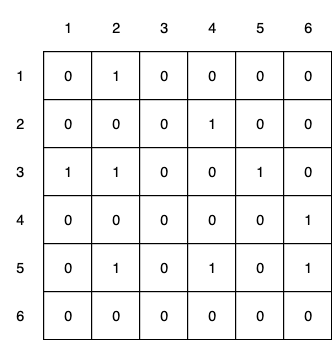 1 2 3 4 5 6
1 0 1 0 0 0 0
2 0 0 0 1 0 0
3 1 1 0 0 1 0
4 0 0 0 0 0 1
5 0 1 0 1 0 1
6 0 0 0 0 0 0